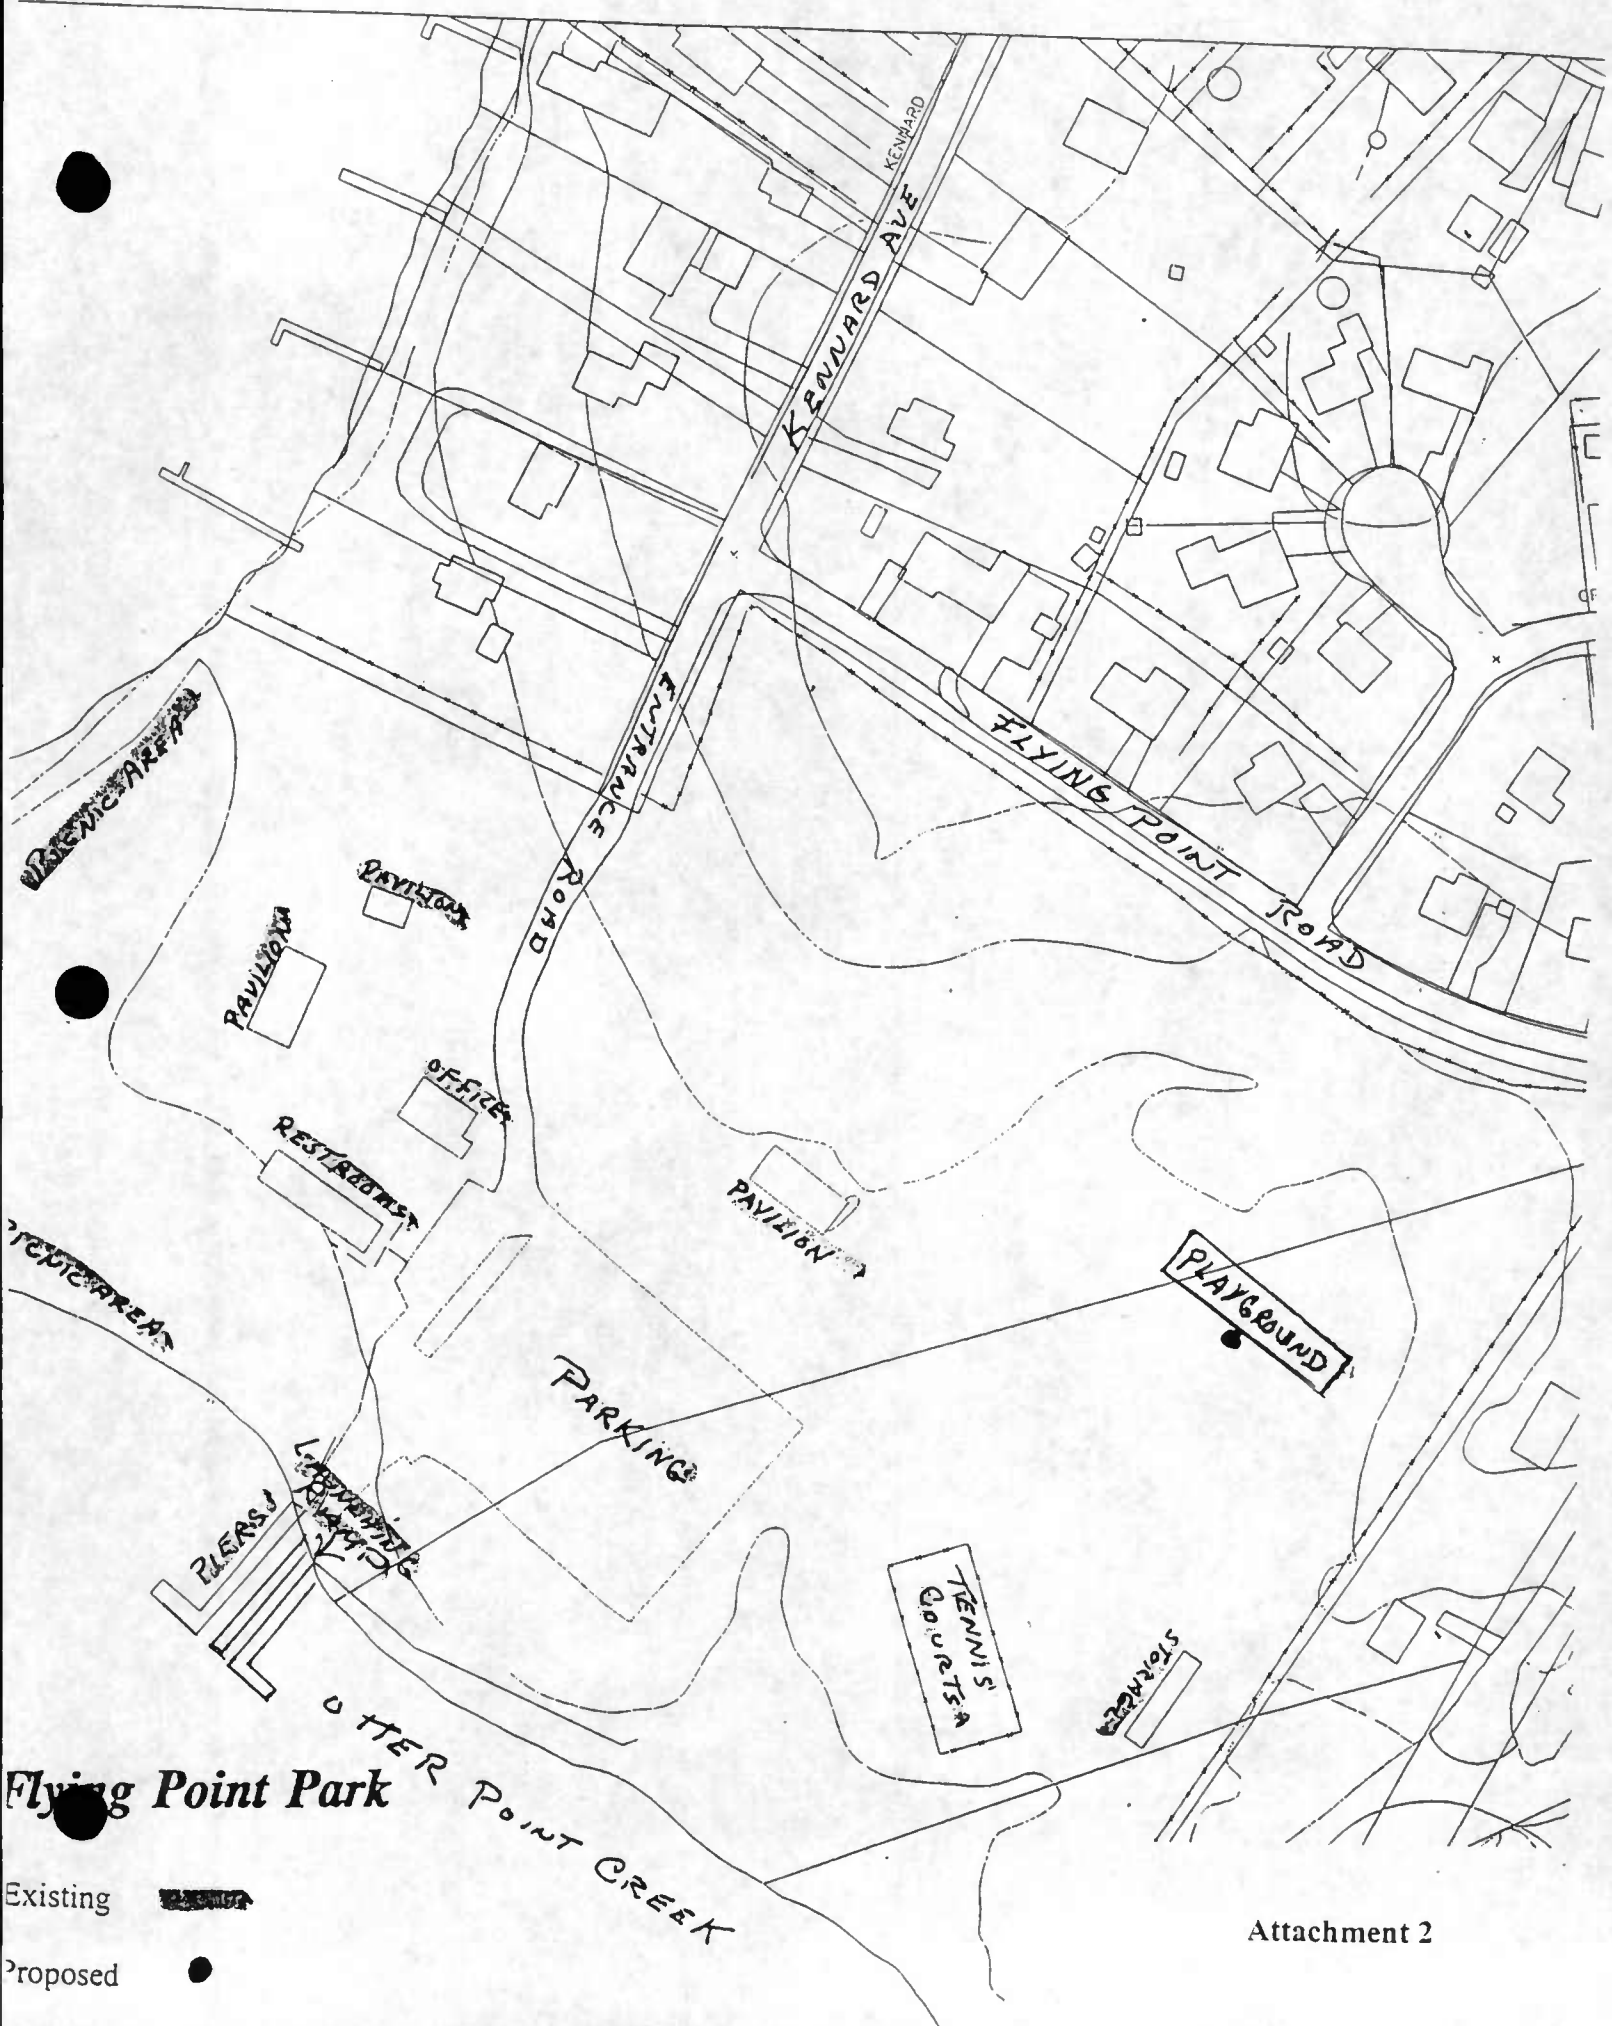 KENNARD
KENNARD AVE
ENTRANCE ROAD
FLYING POINT ROAD
PICNIC AREA
PAVILION
PAVILION
OFFICE
RESTROOMS
PAVILION
PICNIC AREA
PLAYGROUND
PARKING
LAUNCHING
RAMP
PIERS
TENNIS
COURTS
STORAGE
OTTER POINT CREEK
Flying Point Park
Existing
Proposed
Attachment 2